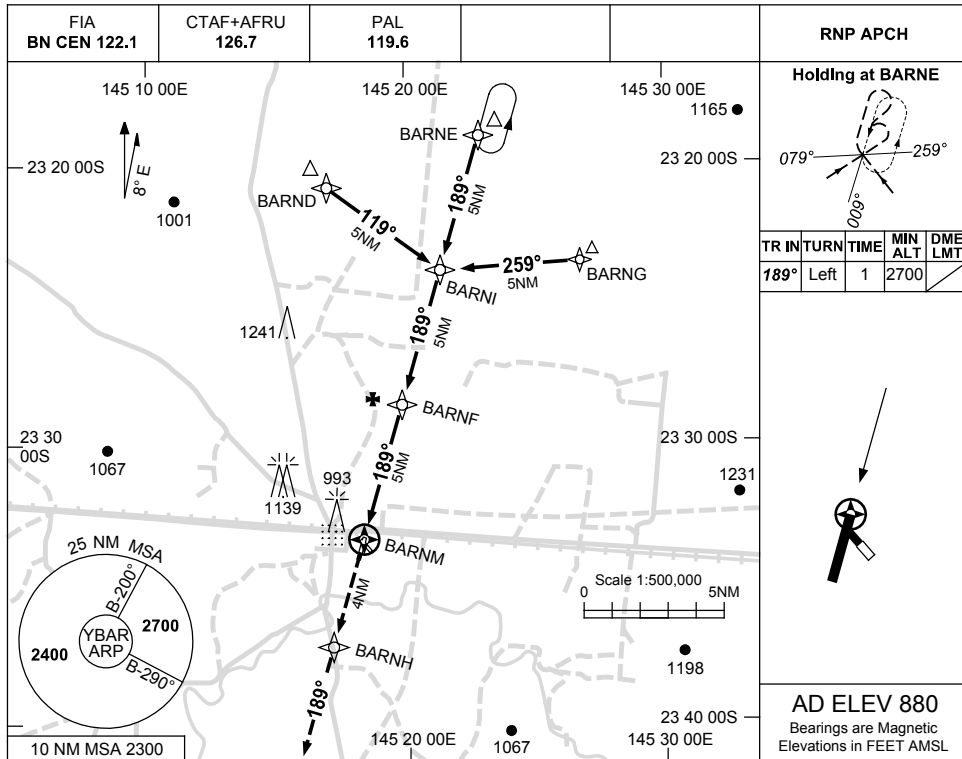 FIA
BN CEN 122.1
CTAF+AFRU
126.7
PAL
119.6
RNP APCH
145 10 00E
145 20 00E
145 30 00E
Holding at BARNE
079°
259°
009°
TR IN TURN TIME MIN ALT DME LMT
189° Left 1 2700
1165
BARNE
23 20 00S
23 20 00S
8° E
1001
BARND
119°
5NM
189°
5NM
259°
5NM
BARNG
BARNI
1241
189°
5NM
BARNF
23 30
00S
23 30 00S
1067
1231
189°
5NM
993
1139
BARNM
25 NM MSA
B-200°
2700
2400
YBAR
ARP
B-290°
Scale 1:500,000
0
5NM
4NM
BARNH
1198
189°
23 40 00S
1067
10 NM MSA 2300
145 20 00E
145 30 00E
AD ELEV 880
Bearings are Magnetic
Elevations in FEET AMSL